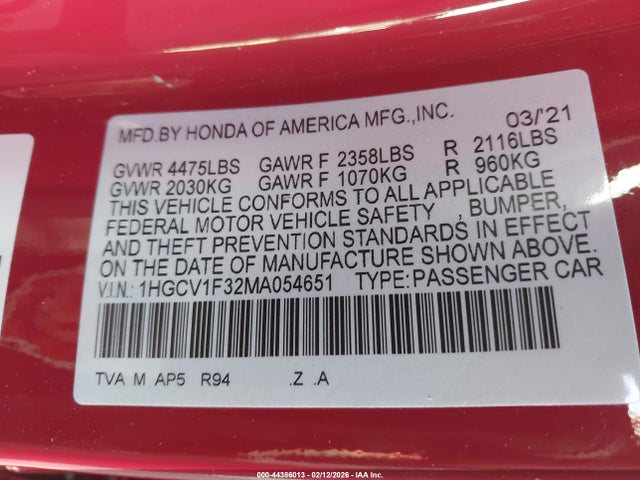 MFD.BY HONDA OF AMERICA MFG.,INC. 03/'21
GVWR 4475LBS GAWR F 2358LBS R 2116LBS
GVWR 2030KG GAWR F 1070KG R 960KG
THIS VEHICLE CONFORMS TO ALL APPLICABLE
FEDERAL MOTOR VEHICLE SAFETY , BUMPER,
AND THEFT PREVENTION STANDARDS IN EFFECT
ON THE DATE OF MANUFACTURE SHOWN ABOVE.
V.I.N.: 1HGCV1F32MA054651 TYPE:PASSENGER CAR
TVA M AP5 R94 .Z .A
000-44386013 - 02/12/2026 - IAA Inc.